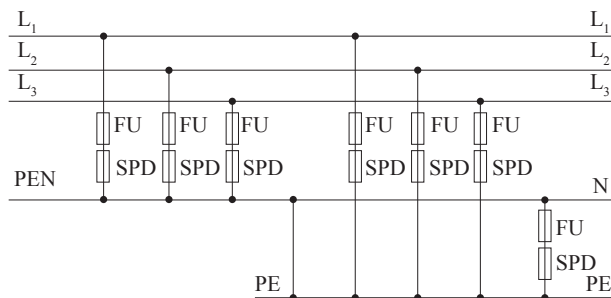 L₁ L₁
L₂ L₂
L₃ L₃
FU FU FU FU FU FU
SPD SPD SPD SPD SPD SPD
PEN N
FU
SPD
PE PE